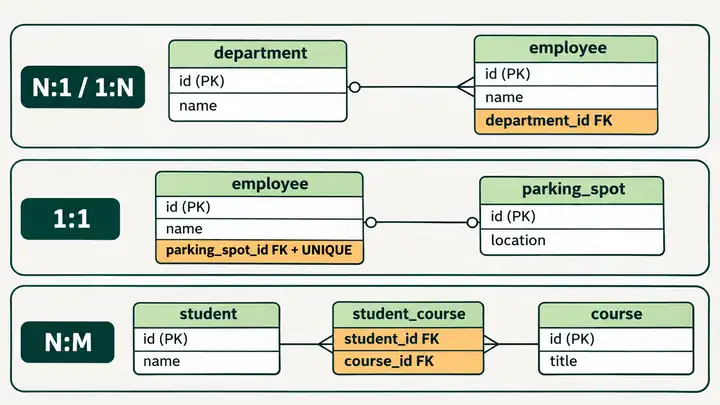 N:1 / 1:N
department
id (PK)
name
employee
id (PK)
name
department_id FK
1:1
employee
id (PK)
name
parking_spot_id FK + UNIQUE
parking_spot
id (PK)
location
N:M
student
id (PK)
name
student_course
student_id FK
course_id FK
course
id (PK)
title